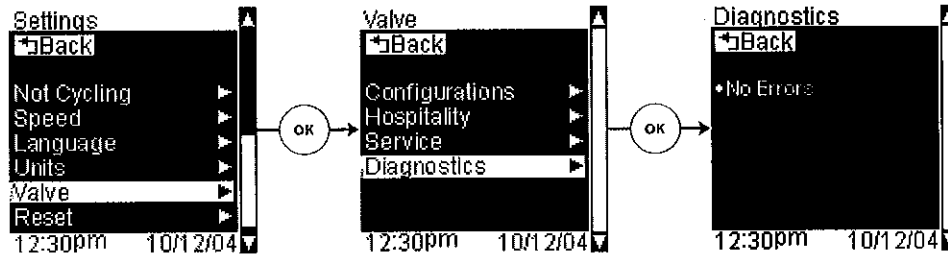 Settings
Back
Not Cycling
Speed
Language
Units
Valve
Reset
12:30pm 10/12/04
OK
Valve
Back
Configurations
Hospitality
Service
Diagnostics
12:30pm 10/12/04
OK
Diagnostics
Back
•No Errors
12:30pm 10/12/04